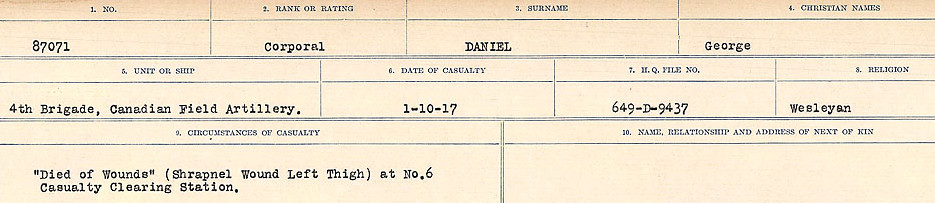 1. NO. 2. RANK OR RATING 3. SURNAME 4. CHRISTIAN NAMES
87071 Corporal DANIEL George
5. UNIT OR SHIP 6. DATE OF CASUALTY 7. H. Q. FILE NO. 8. RELIGION
4th Brigade, Canadian Field Artillery. 1-10-17 649-D-9437 Wesleyan
9. CIRCUMSTANCES OF CASUALTY 10. NAME, RELATIONSHIP AND ADDRESS OF NEXT OF KIN
"Died of Wounds" (Shrapnel Wound Left Thigh) at No.6
Casualty Clearing Station.